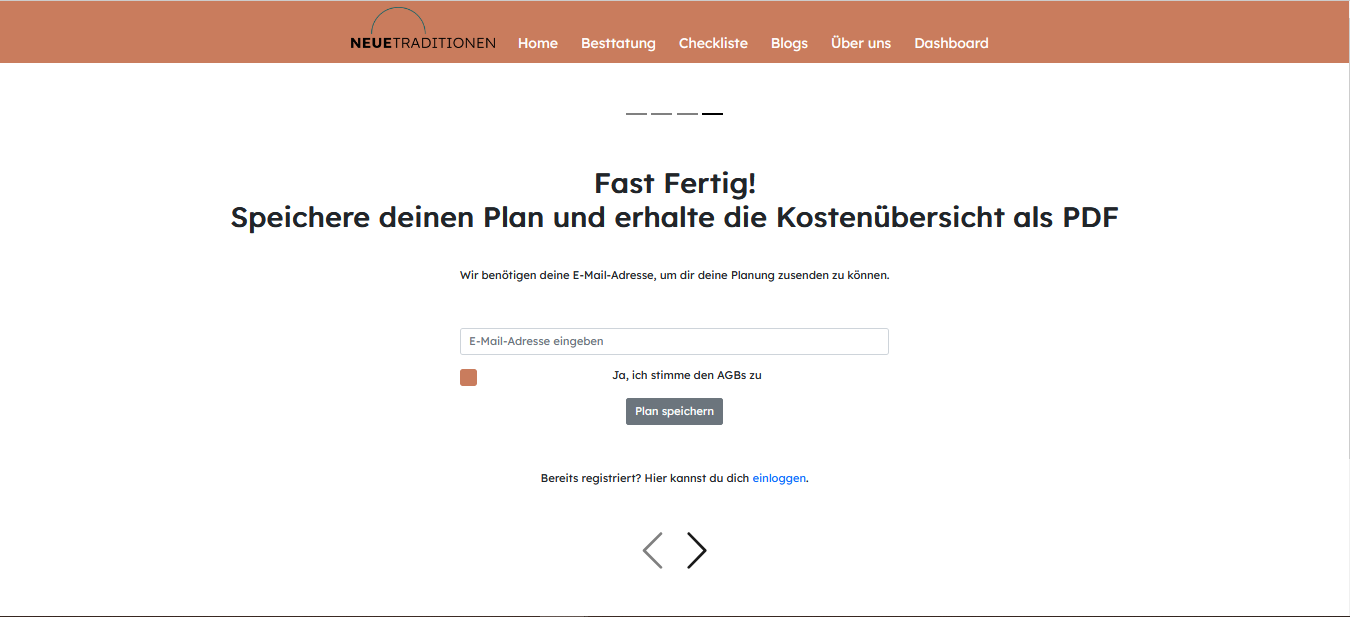 NEUETRADITIONEN Home Besttatung Checkliste Blogs Über uns Dashboard
Fast Fertig!
Speichere deinen Plan und erhalte die Kostenübersicht als PDF
Wir benötigen deine E-Mail-Adresse, um dir deine Planung zusenden zu können.
E-Mail-Adresse eingeben
Ja, ich stimme den AGBs zu
Plan speichern
Bereits registriert? Hier kannst du dich einloggen.